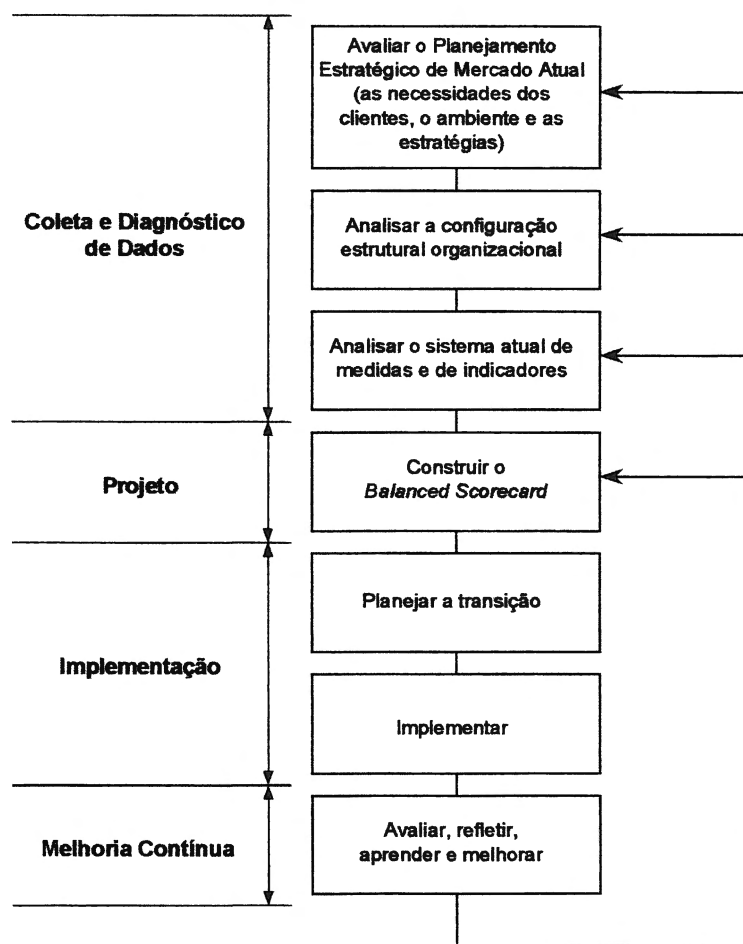 Avaliar o Planejamento
Estratégico de Mercado Atual
(as necessidades dos
clientes, o ambiente e as
estratégias)
Coleta e Diagnóstico
de Dados
Analisar a configuração
estrutural organizacional
Analisar o sistema atual de
medidas e de indicadores
Projeto
Construir o
Balanced Scorecard
Implementação
Planejar a transição
Implementar
Melhoria Contínua
Avaliar, refletir,
aprender e melhorar